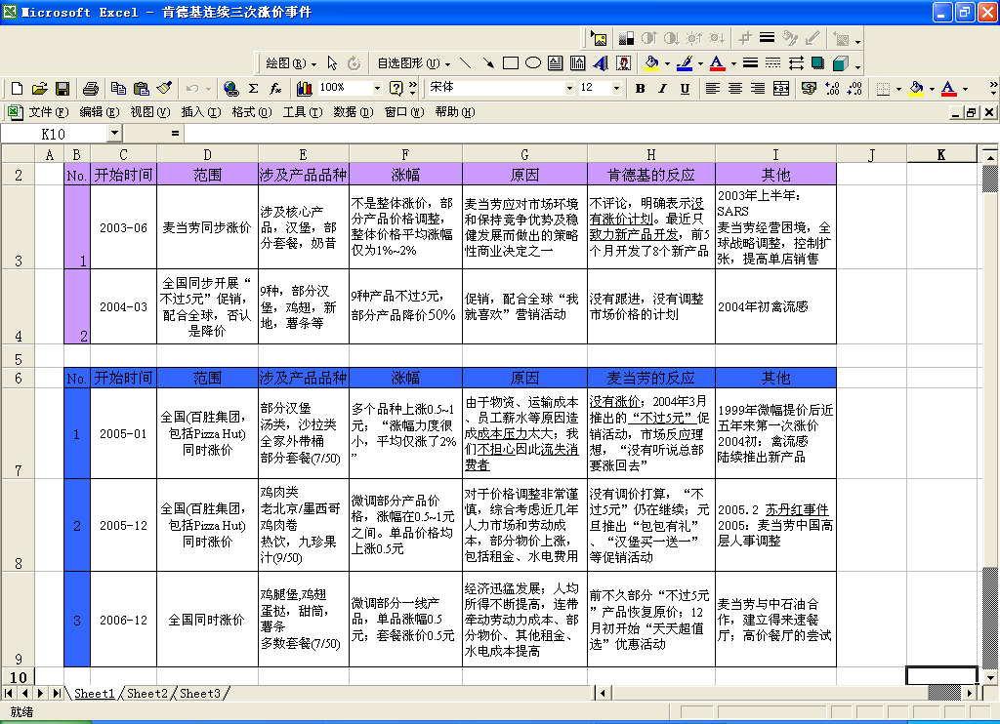 Microsoft Excel - 肯德基连续三次涨价事件
绘图(R)
自选图形(U)
100%
宋体
12
文件(F) 编辑(E) 视图(V) 插入(I) 格式(O) 工具(T) 数据(D) 窗口(W) 帮助(H)
K10
=
A B C D E F G H I J K
2 No. 开始时间 范围 涉及产品品种 涨幅 原因 肯德基的反应 其他
3
1
2003-06
麦当劳同步涨价
涉及核心产
品，汉堡，部
分套餐，奶昔
不是整体涨价，部
分产品价格调整，
整体价格平均涨幅
仅为1%~2%
麦当劳应对市场环境
和保持竞争优势及稳
健发展而做出的策略
性商业决定之一
不评论，明确表示没
有涨价计划。最近只
致力新产品开发，前5
个月开发了8个新产品
2003年上半年：
SARS
麦当劳经营困境，全
球战略调整，控制扩
张，提高单店销售
4
2
2004-03
全国同步开展“
不过5元”促销，
配合全球，否认
是降价
9种，部分汉
堡，鸡翅，新
地，薯条等
9种产品不过5元，
部分产品降价50%
促销，配合全球“我
就喜欢”营销活动
没有跟进，没有调整
市场价格的计划
2004年初禽流感
5
6 No. 开始时间 范围 涉及产品品种 涨幅 原因 麦当劳的反应 其他
7
1
2005-01
全国(百胜集团，
包括Pizza Hut)
同时涨价
部分汉堡
汤类，沙拉类
全家外带桶
部分套餐(7/50)
多个品种上涨0.5~1
元；“涨幅力度很
小，平均仅涨了2%
”
由于物资、运输成本
、员工薪水等原因造
成成本压力太大；我
们不担心因此流失消
费者
没有涨价；2004年3月
推出的“不过5元”促
销活动，市场反应理
想，“没有听说总部
要涨回去”
1999年微幅提价后近
五年来第一次涨价
2004初：禽流感
陆续推出新产品
8
2
2005-12
全国(百胜集团，
包括Pizza Hut)
同时涨价
鸡肉类
老北京/墨西哥
鸡肉卷
热饮，九珍果
汁(9/50)
微调部分产品价
格，涨幅在0.5~1元
之间。单品价格均
上涨0.5元
对于价格调整非常谨
慎，综合考虑近几年
人力市场和劳动成
本，部分物价上涨，
包括租金、水电费用
没有调价打算，“不
过5元”仍在继续；元
旦推出“包包有礼”
、“汉堡买一送一”
等促销活动
2005.2 苏丹红事件
2005：麦当劳中国高
层人事调整
9
3
2006-12
全国同时涨价
鸡腿堡,鸡翅
蛋挞，甜筒，
薯条
多数套餐(7/50)
微调部分一线产
品，单品涨幅0.5
元；套餐涨价0.5元
经济迅猛发展；人均
所得不断提高，连带
牵动劳动力成本、部
分物价、其他租金、
水电成本提高
前不久部分“不过5元
”产品恢复原价；12
月初开始“天天超值
选”优惠活动
麦当劳与中石油合
作，建立得来速餐
厅；高价餐厅的尝试
10
Sheet1 Sheet2 Sheet3
就绪